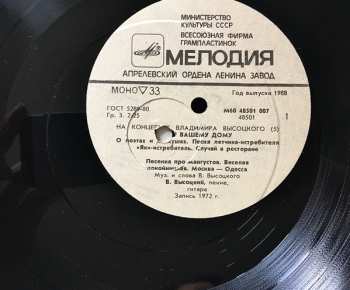 МИНИСТЕРСТВО
КУЛЬТУРЫ СССР
ВСЕСОЮЗНАЯ ФИРМА
ГРАМПЛАСТИНОК
МЕЛОДИЯ
АПРЕЛЕВСКИЙ ОРДЕНА ЛЕНИНА ЗАВОД
МОНО 33
Год выпуска 1988
ГОСТ 5289-80.
М60 48501 007
Гр. 3. 2-25
48501
1
НА КОНЦЕРТАХ ВЛАДИМИРА ВЫСОЦКОГО (5)
ВАШЕМУ ДОМУ
О поэтах и Песня летчика-истребителя
«Як»-истребитель. Случай в ресторане
Песенка про мангустов. Веселая
покойницкая. Москва — Одесса
Муз. и слова В. Высоцкого
В. Высоцкий, пение,
гитара
Запись 1972 г.